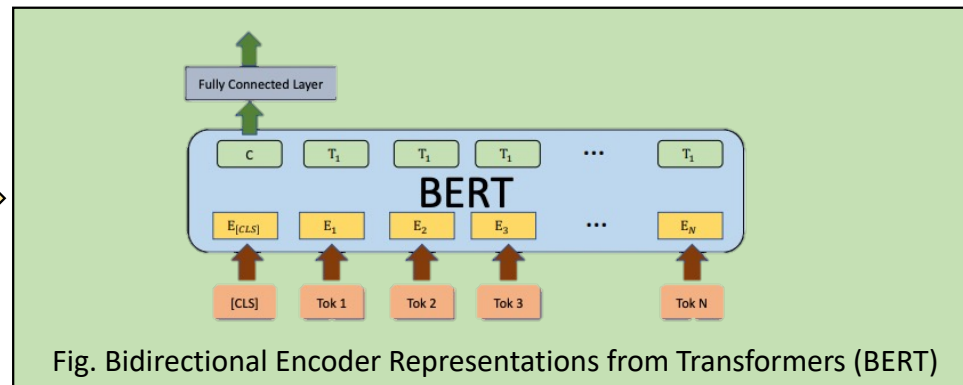 Fully Connected Layer
C T₁ T₁ T₁ ... T₁
BERT
E[CLS] E₁ E₂ E₃ ... E_N
[CLS] Tok 1 Tok 2 Tok 3 Tok N
Fig. Bidirectional Encoder Representations from Transformers (BERT)